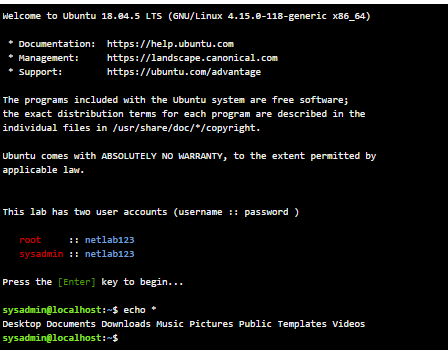 Welcome to Ubuntu 18.04.5 LTS (GNU/Linux 4.15.0-118-generic x86_64)
* Documentation: https://help.ubuntu.com
* Management: https://landscape.canonical.com
* Support: https://ubuntu.com/advantage
The programs included with the Ubuntu system are free software;
the exact distribution terms for each program are described in the
individual files in /usr/share/doc/*/copyright.
Ubuntu comes with ABSOLUTELY NO WARRANTY, to the extent permitted by
applicable law.
This lab has two user accounts (username :: password )
root :: netlab123
sysadmin :: netlab123
Press the [Enter] key to begin...
sysadmin@localhost:~$ echo *
Desktop Documents Downloads Music Pictures Public Templates Videos
sysadmin@localhost:~$